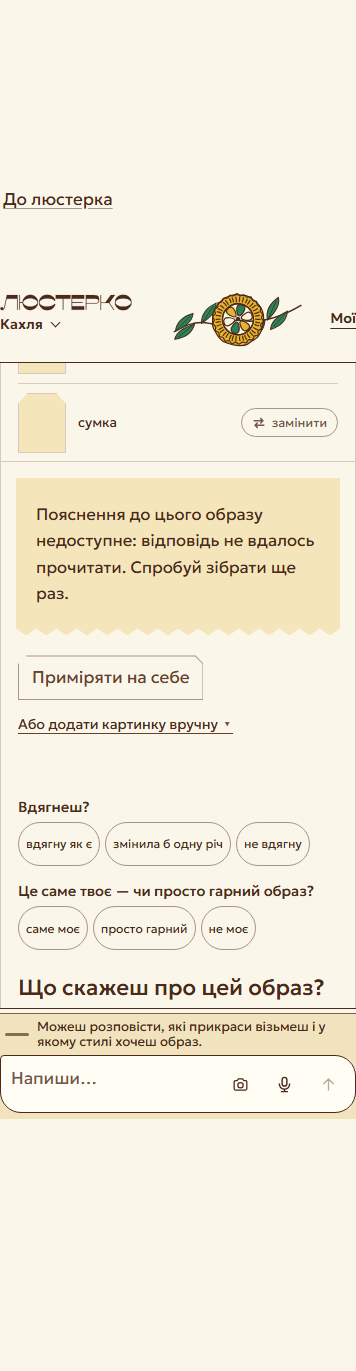 До люстерка
ЛЮСТЕРКО
Кахля
Мої
сумка
замінити
Пояснення до цього образу
недоступне: відповідь не вдалось
прочитати. Спробуй зібрати ще
раз.
Приміряти на себе
Або додати картинку вручну
Вдягнеш?
вдягну як є
змінила б одну річ
не вдягну
Це саме твоє — чи просто гарний образ?
саме моє
просто гарний
не моє
Що скажеш про цей образ?
Можеш розповісти, які прикраси візьмеш і у
якому стилі хочеш образ.
Напиши...